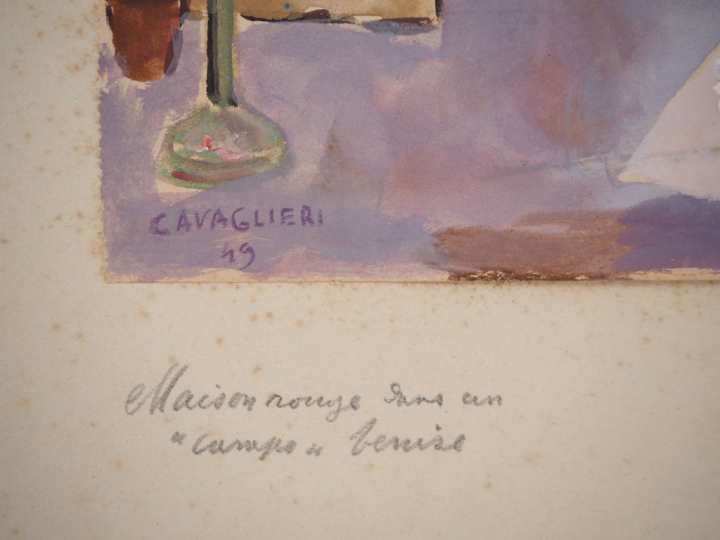 CAVAGLIERI
49
Maison rouge dans un
"campo" Venise